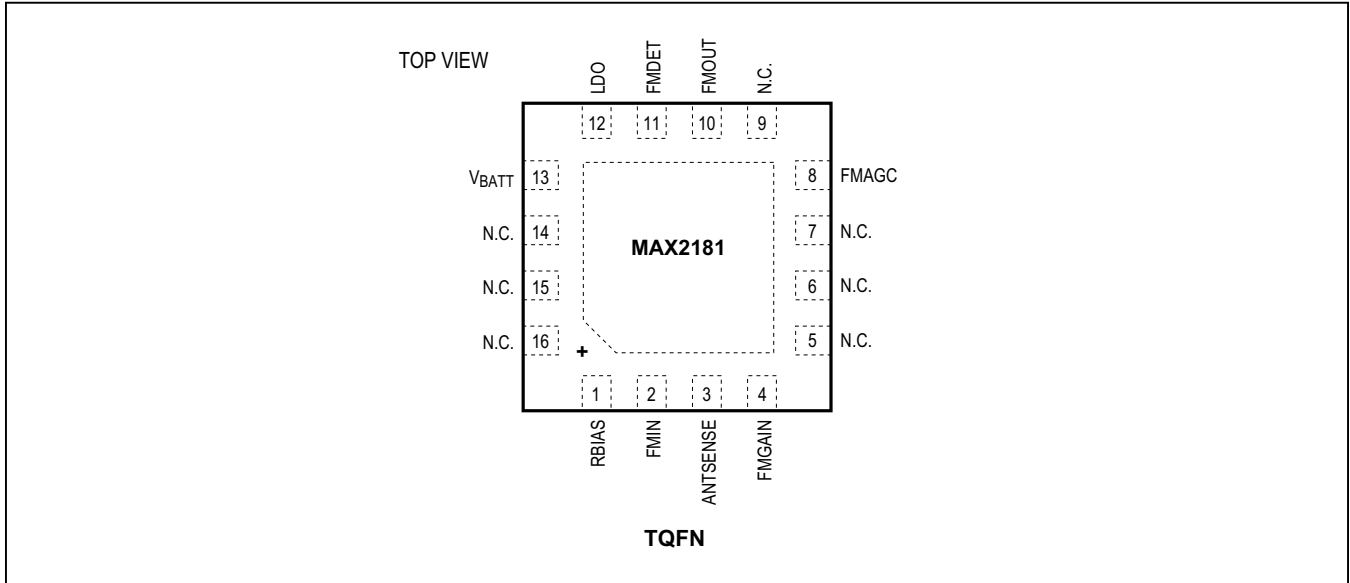 TOP VIEW
LDO
FMDET
FMOUT
N.C.
12 11 10 9
VBATT 13
8 FMAGC
N.C. 14
7 N.C.
MAX2181
N.C. 15
6 N.C.
N.C. 16
5 N.C.
+
1 2 3 4
RBIAS
FMIN
ANTSENSE
FMGAIN
TQFN